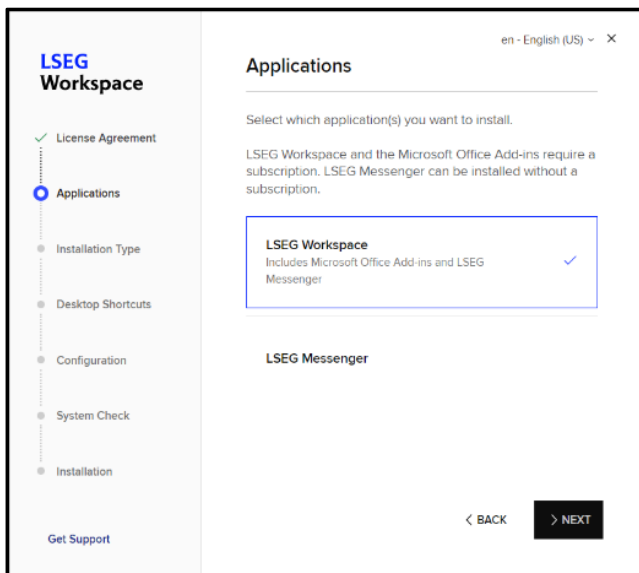 en - English (US)
LSEG
Workspace
License Agreement
Applications
Installation Type
Desktop Shortcuts
Configuration
System Check
Installation
Get Support
Applications
Select which application(s) you want to install.
LSEG Workspace and the Microsoft Office Add-ins require a
subscription. LSEG Messenger can be installed without a
subscription.
LSEG Workspace
Includes Microsoft Office Add-ins and LSEG
Messenger
LSEG Messenger
BACK
NEXT